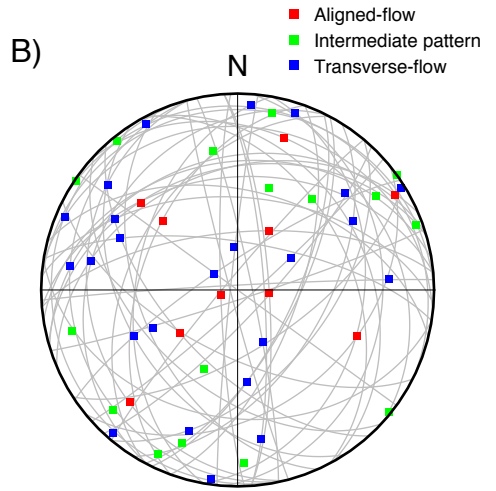 Aligned-flow
Intermediate pattern
Transverse-flow
B)
N